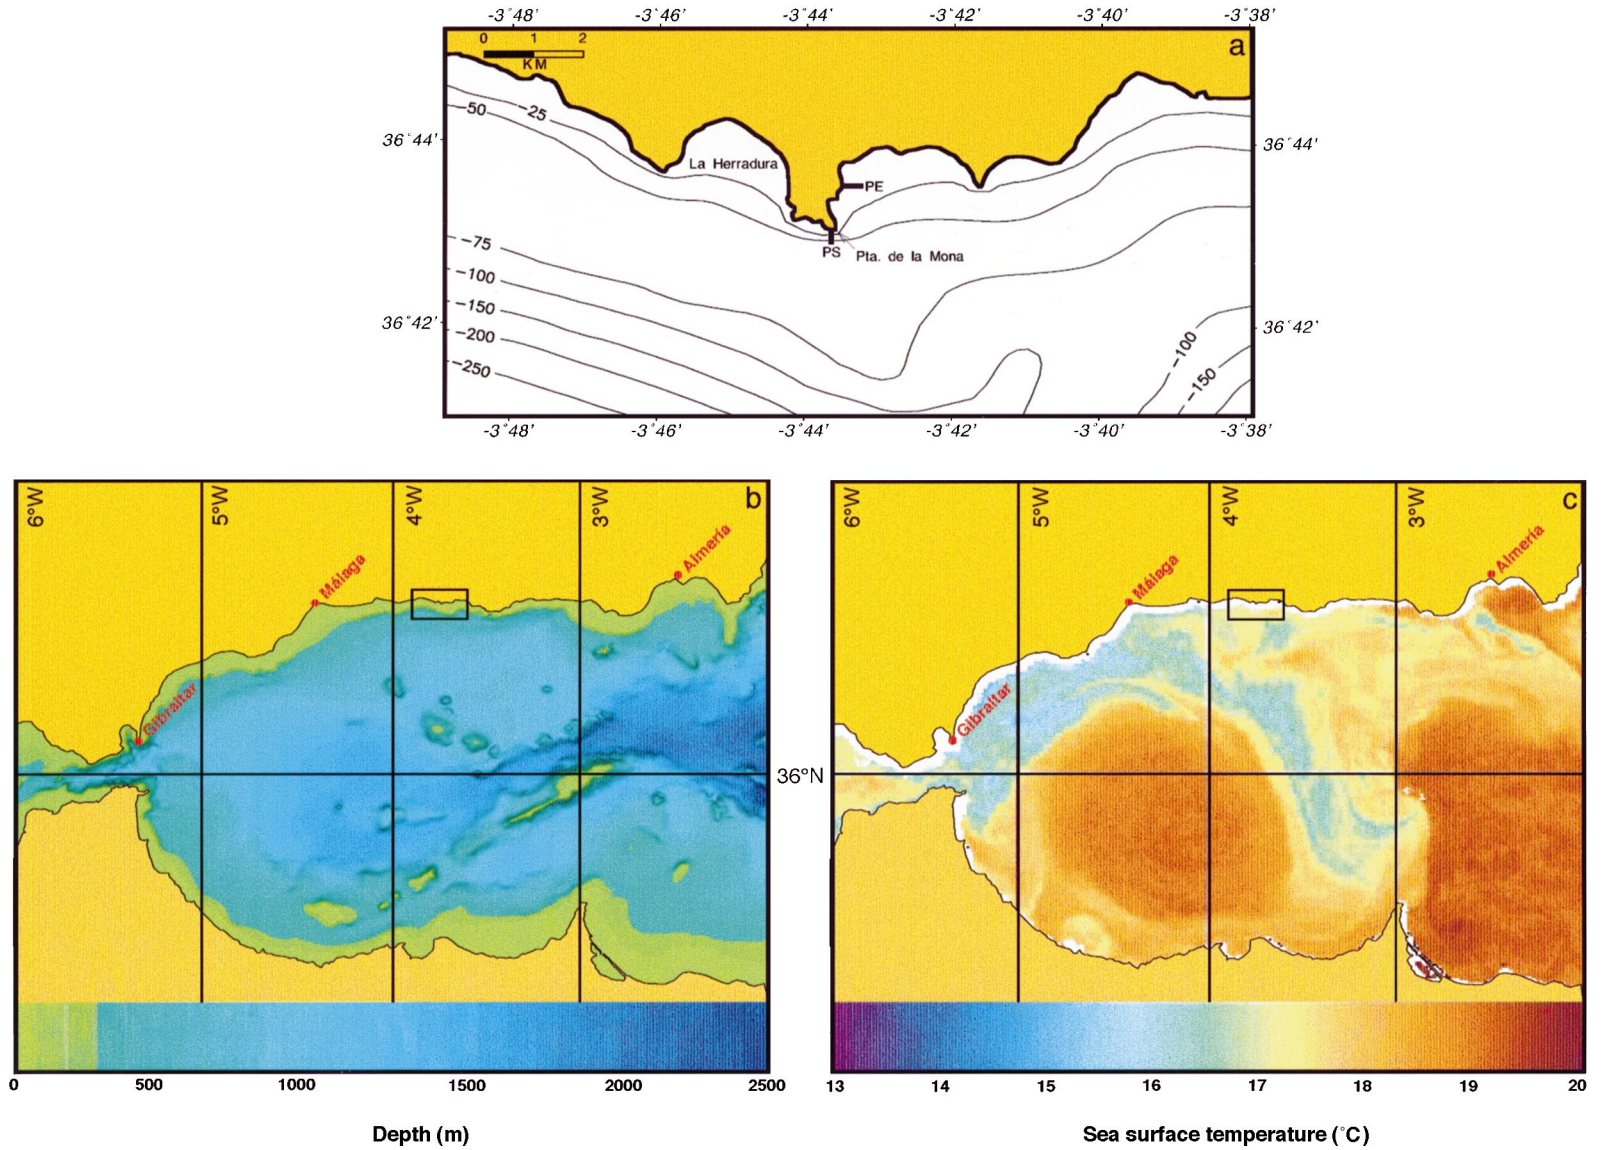 -3°48' -3°46' -3°44' -3°42' -3°40' -3°38'
0 1 2
KM
a
-50 -25
36°44' 36°44'
La Herradura
PE
PS
Pta. de la Mona
-75
-100
-150
-200
-250
36°42' 36°42'
-100
-150
-3°48' -3°46' -3°44' -3°42' -3°40' -3°38'
6°W 5°W 4°W 3°W b
Málaga
Almería
Gibraltar
36°N
0 500 1000 1500 2000 2500
Depth (m)
6°W 5°W 4°W 3°W c
Málaga
Almería
Gibraltar
13 14 15 16 17 18 19 20
Sea surface temperature (°C)